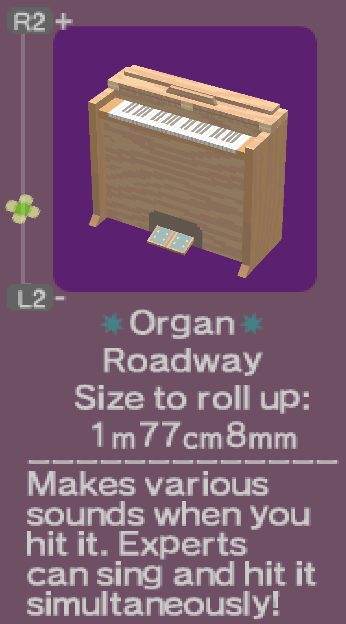 R2 +
L2 -
Organ
Roadway
Size to roll up:
1m77cm8mm
Makes various
sounds when you
hit it. Experts
can sing and hit it
simultaneously!